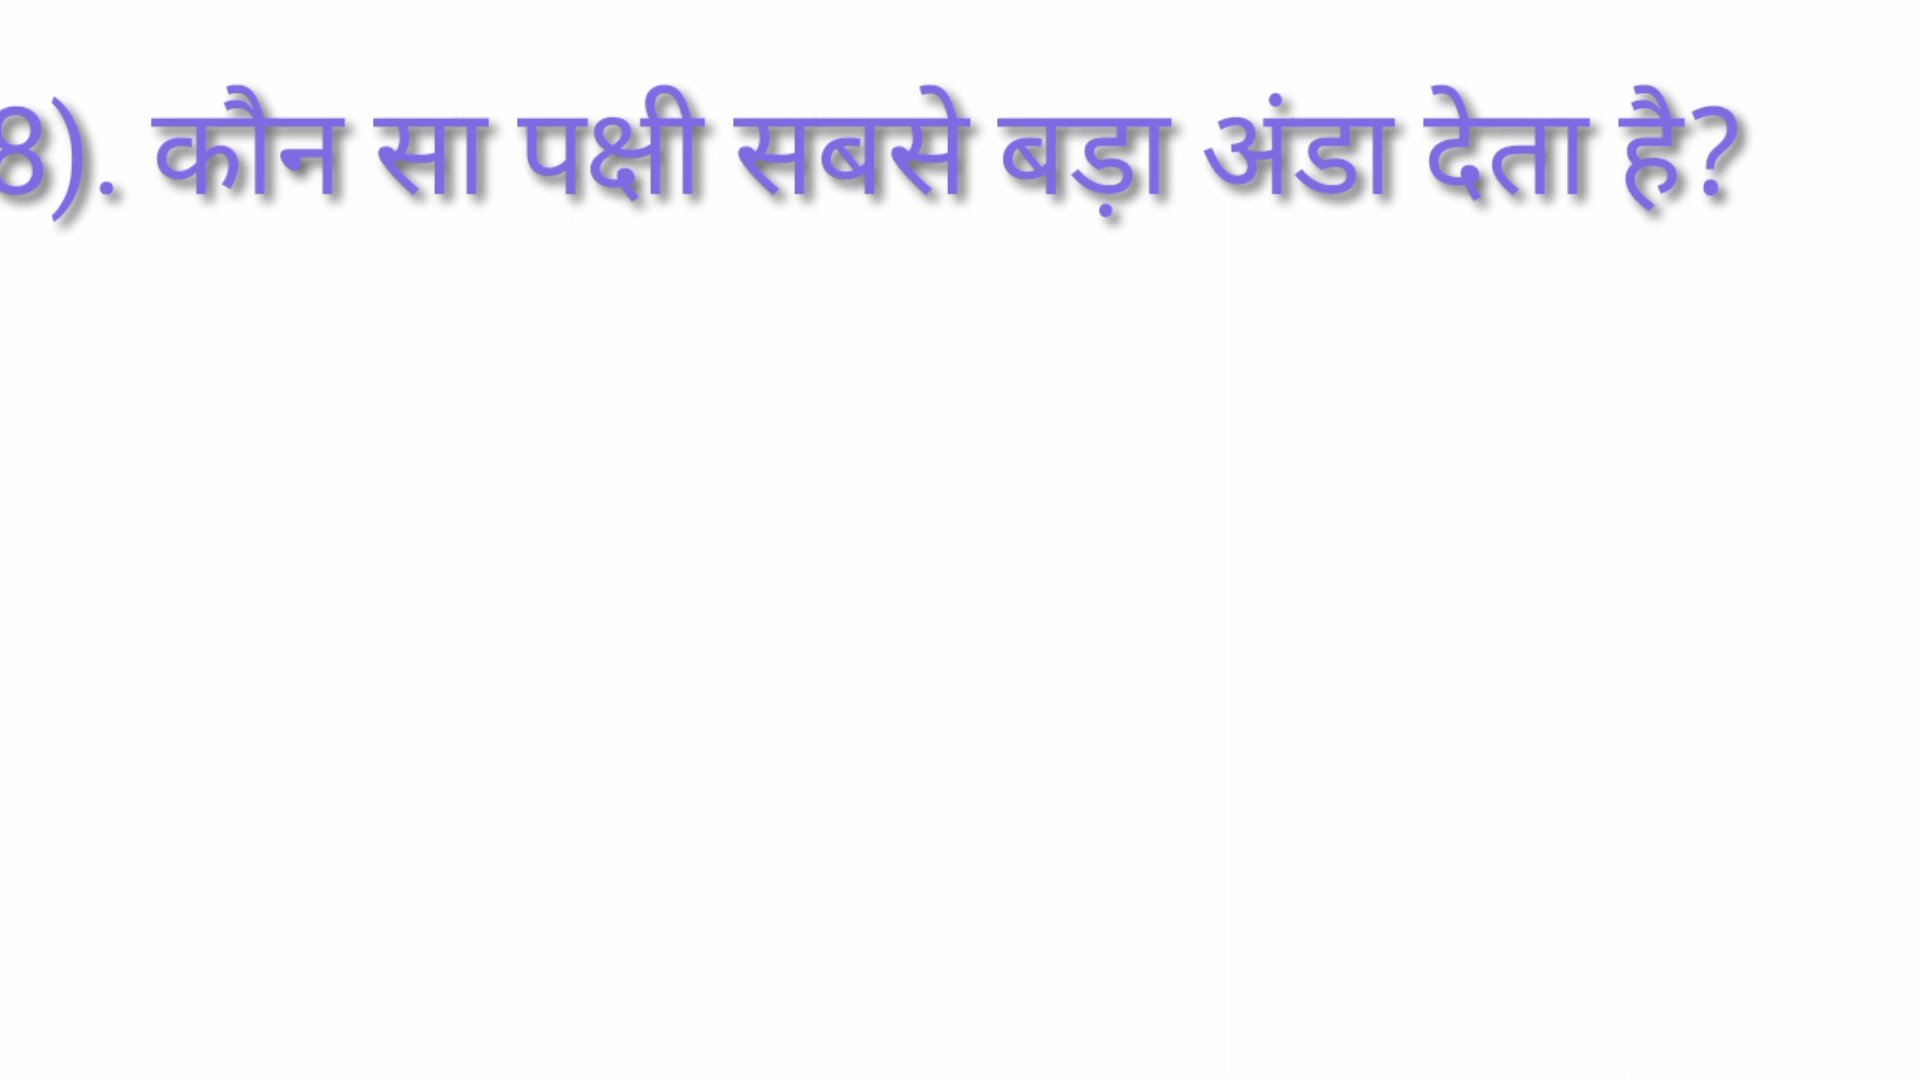 8). कौन सा पक्षी सबसे बड़ा अंडा देता है?